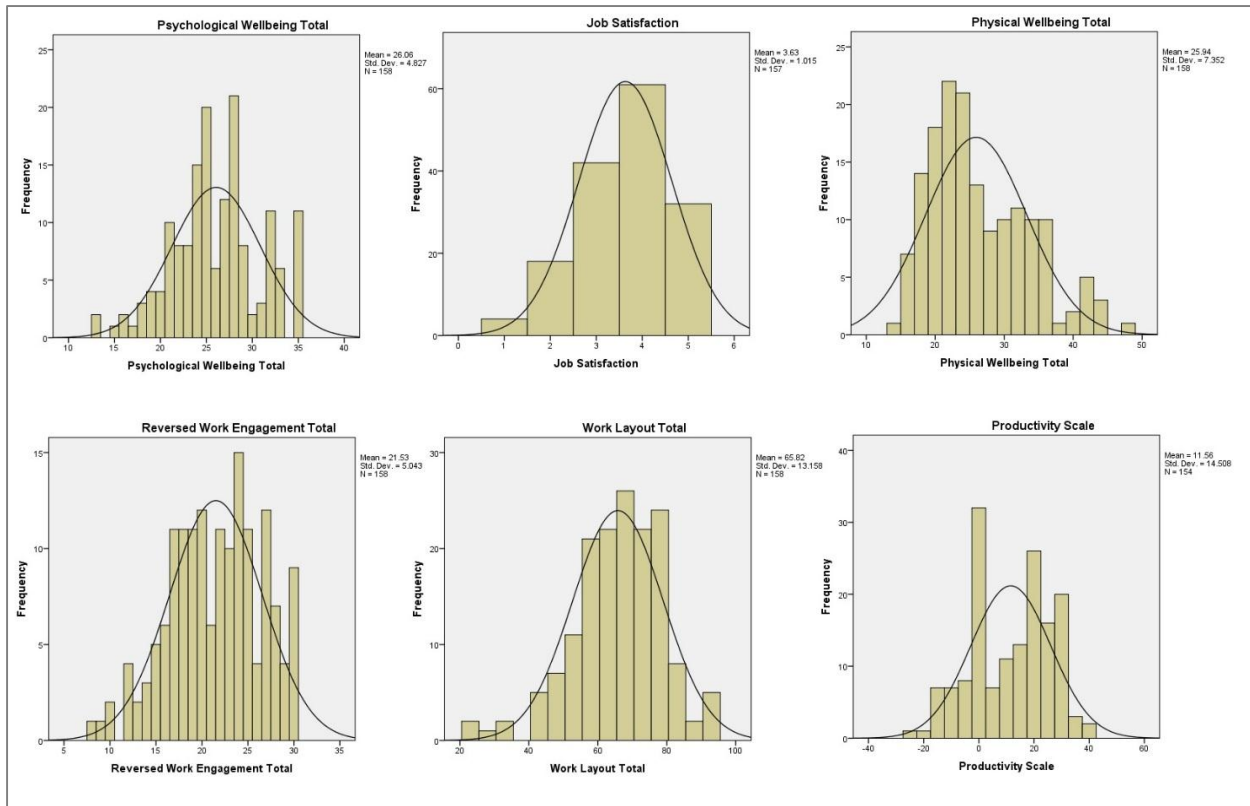 Psychological Wellbeing Total
Mean = 26.06
Std. Dev. = 4.827
N = 158
Frequency
25
20
15
10
5
0
10 15 20 25 30 35 40
Psychological Wellbeing Total
Job Satisfaction
Mean = 3.63
Std. Dev. = 1.015
N = 157
Frequency
60
40
20
0
0 1 2 3 4 5 6
Job Satisfaction
Physical Wellbeing Total
Mean = 25.94
Std. Dev. = 7.352
N = 158
Frequency
25
20
15
10
5
0
10 20 30 40 50
Physical Wellbeing Total
Reversed Work Engagement Total
Mean = 21.53
Std. Dev. = 5.043
N = 158
Frequency
15
10
5
0
5 10 15 20 25 30 35
Reversed Work Engagement Total
Work Layout Total
Mean = 65.82
Std. Dev. = 13.158
N = 158
Frequency
30
20
10
0
20 40 60 80 100
Work Layout Total
Productivity Scale
Mean = 11.56
Std. Dev. = 14.508
N = 154
Frequency
40
30
20
10
0
-40 -20 0 20 40 60
Productivity Scale